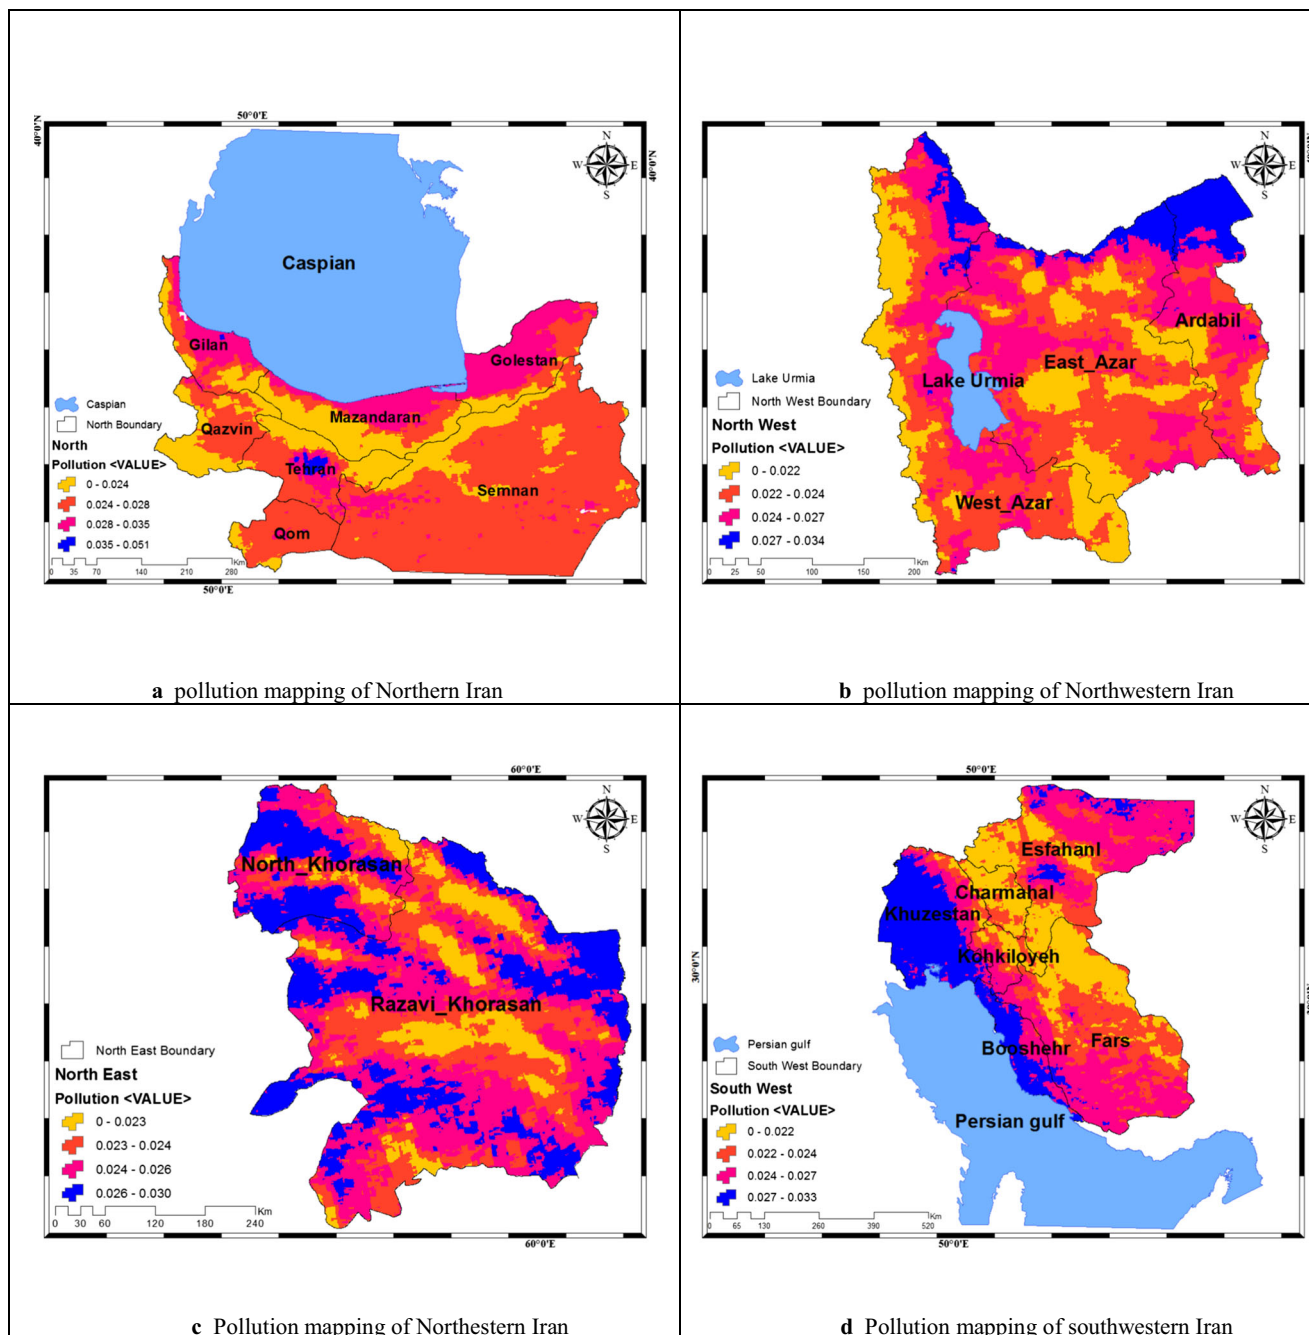 50°0'0"E
40°0'0"N
40°0'0"N
N
W E
S
Caspian
Gilan
Golestan
Mazandaran
Qazvin
Tehran
Semnan
Qom
Caspian
North Boundary
North
Pollution <VALUE>
0 - 0.024
0.024 - 0.028
0.028 - 0.035
0.035 - 0.051
Km
0 35 70 140 210 280
50°0'0"E
a pollution mapping of Northern Iran
N
W E
S
Ardabil
East_Azar
Lake Urmia
West_Azar
Lake Urmia
North West Boundary
North West
Pollution <VALUE>
0 - 0.022
0.022 - 0.024
0.024 - 0.027
0.027 - 0.034
Km
0 25 50 100 150 200
b pollution mapping of Northwestern Iran
60°0'0"E
N
W E
S
North_Khorasan
Razavi_Khorasan
North East Boundary
North East
Pollution <VALUE>
0 - 0.023
0.023 - 0.024
0.024 - 0.026
0.026 - 0.030
Km
0 30 60 120 180 240
60°0'0"E
c Pollution mapping of Northestern Iran
50°0'0"E
N
W E
S
30°0'0"N
Esfahanl
Charmahal
Khuzestan
Kohkiloyeh
Booshehr
Fars
Persian gulf
Persian gulf
South West Boundary
South West
Pollution <VALUE>
0 - 0.022
0.022 - 0.024
0.024 - 0.027
0.027 - 0.033
Km
0 65 130 260 390 520
50°0'0"E
d Pollution mapping of southwestern Iran